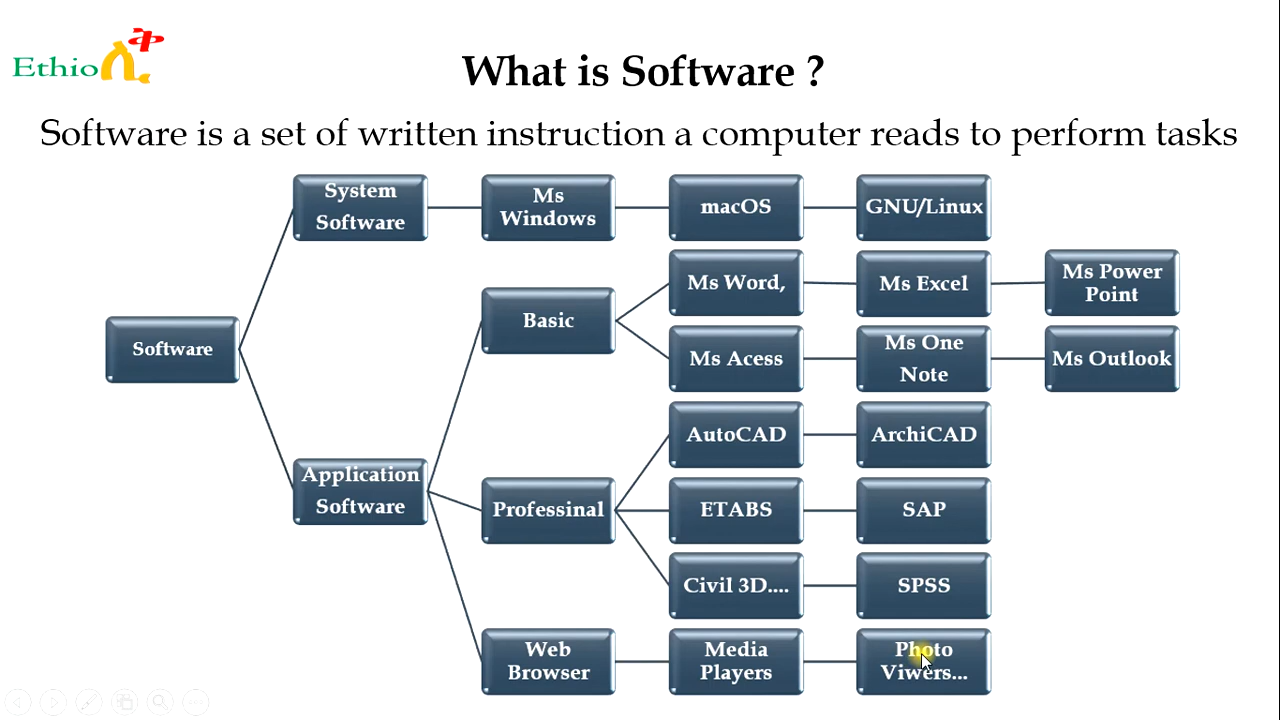 Ethio
What is Software ?
Software is a set of written instruction a computer reads to perform tasks
System
Software
Ms
Windows
macOS
GNU/Linux
Ms Word,
Ms Excel
Ms Power
Point
Basic
Software
Ms Acess
Ms One
Note
Ms Outlook
AutoCAD
ArchiCAD
Application
Software
Professinal
ETABS
SAP
Civil 3D....
SPSS
Web
Browser
Media
Players
Photo
Viwers...